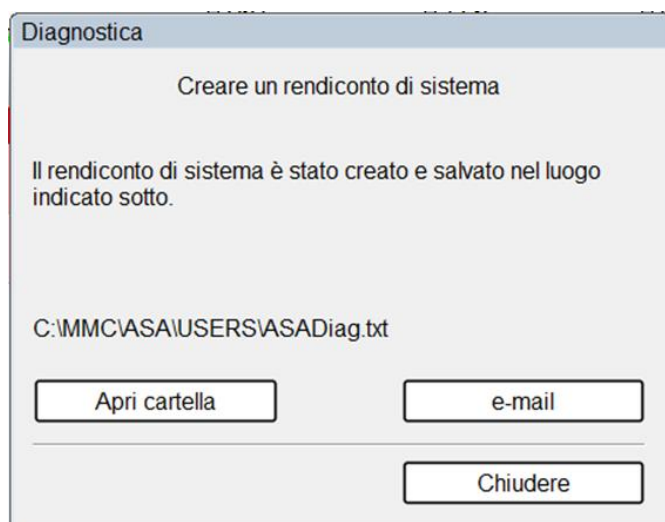 Diagnostica
Creare un rendiconto di sistema
Il rendiconto di sistema è stato creato e salvato nel luogo
indicato sotto.
C:\MMC\ASA\USERS\ASADiag.txt
Apri cartella
e-mail
Chiudere